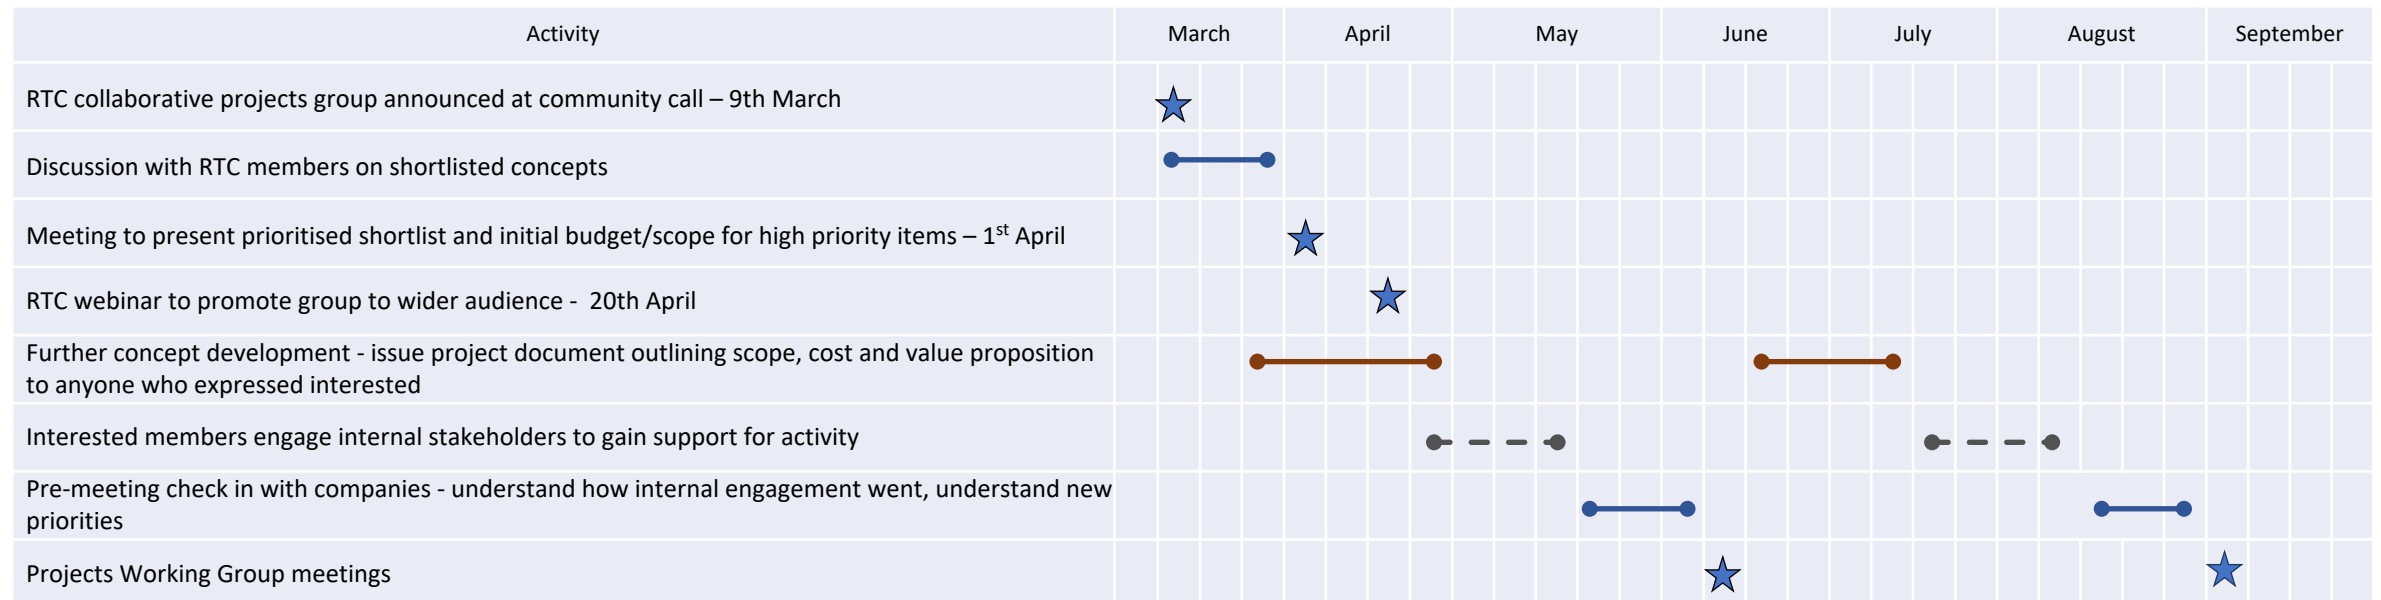 Activity March April May June July August September
RTC collaborative projects group announced at community call – 9th March
Discussion with RTC members on shortlisted concepts
Meeting to present prioritised shortlist and initial budget/scope for high priority items – 1st April
RTC webinar to promote group to wider audience -  20th April
Further concept development - issue project document outlining scope, cost and value proposition
to anyone who expressed interested
Interested members engage internal stakeholders to gain support for activity
Pre-meeting check in with companies - understand how internal engagement went, understand new
priorities
Projects Working Group meetings